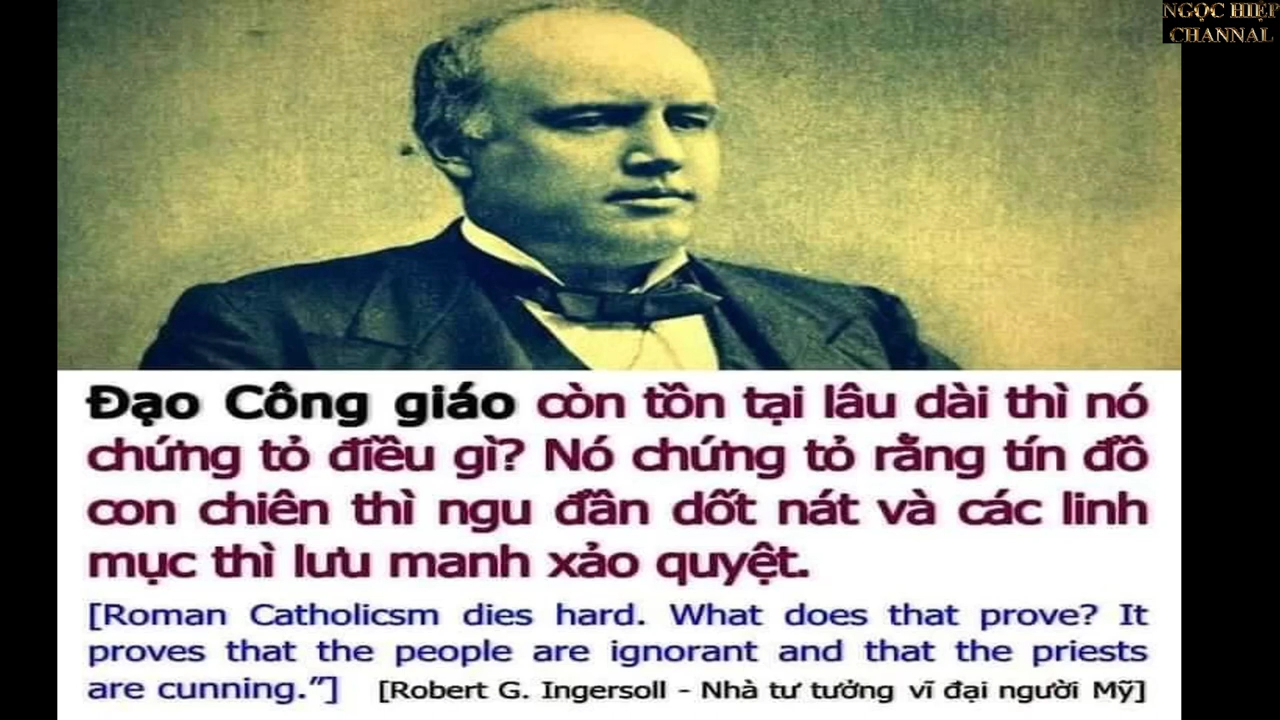 NGỌC HIỆP
CHANNAL
Đạo Công giáo còn tồn tại lâu dài thì nó
chứng tỏ điều gì? Nó chứng tỏ rằng tín đồ
con chiên thì ngu đần dốt nát và các linh
mục thì lưu manh xảo quyệt.
[Roman Catholicsm dies hard. What does that prove? It
proves that the people are ignorant and that the priests
are cunning.”] [Robert G. Ingersoll - Nhà tư tưởng vĩ đại người Mỹ]